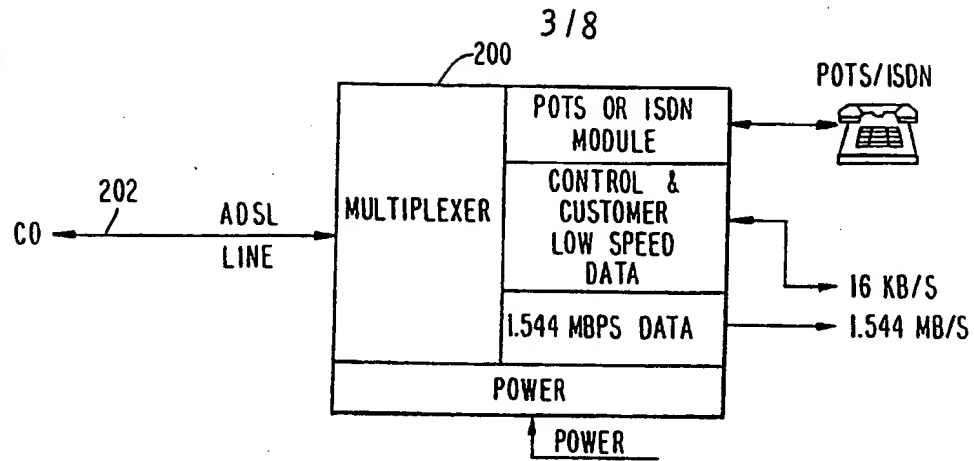 3/8
200
POTS/ISDN
POTS OR ISDN
MODULE
202
ADSL
CO
LINE
MULTIPLEXER
CONTROL &
CUSTOMER
LOW SPEED
DATA
16 KB/S
1.544 MBPS DATA
1.544 MB/S
POWER
POWER